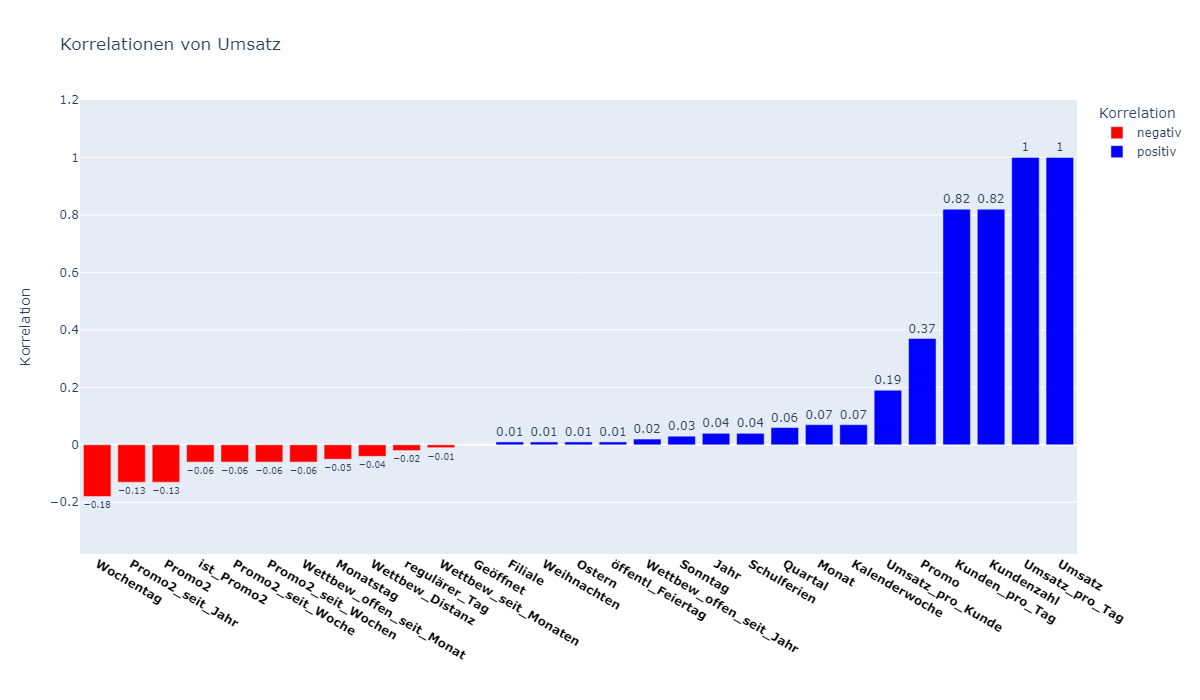 Korrelationen von Umsatz
Korrelation
1.2
1
0.8
0.6
0.4
0.2
0
−0.2
−0.18
−0.13
−0.13
−0.06
−0.06
−0.06
−0.06
−0.05
−0.04
−0.02
−0.01
0.01
0.01
0.01
0.01
0.02
0.03
0.04
0.04
0.06
0.07
0.07
0.19
0.37
0.82
0.82
1
1
Wochentag
Promo2_seit_Jahr
Promo2
ist_Promo2
Promo2_seit_Woche
Promo2_seit_Wochen
Wettbew_offen_seit_Monat
Monatstag
Wettbew_Distanz
regulärer_Tag
Wettbew_seit_Monaten
Geöffnet
Filiale
Weihnachten
Ostern
öffentl_Feiertag
Wettbew_offen_seit_Jahr
Sonntag
Jahr
Schulferien
Quartal
Monat
Kalenderwoche
Umsatz_pro_Kunde
Promo
Kunden_pro_Tag
Kundenzahl
Umsatz_pro_Tag
Umsatz
Korrelation
negativ
positiv